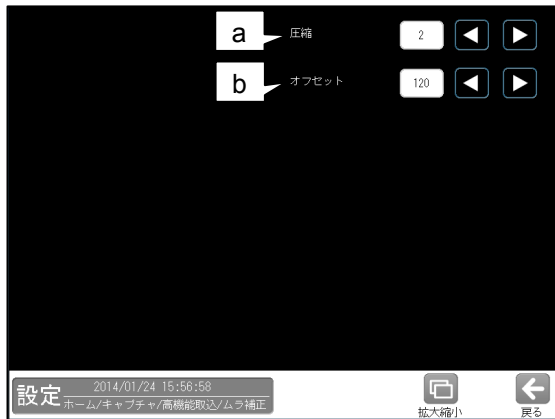 a 圧縮 2
b オフセット 120
設定 2014/01/24 15:56:58
ホーム/キャプチャ/高機能取込/ムラ補正
拡大縮小 戻る